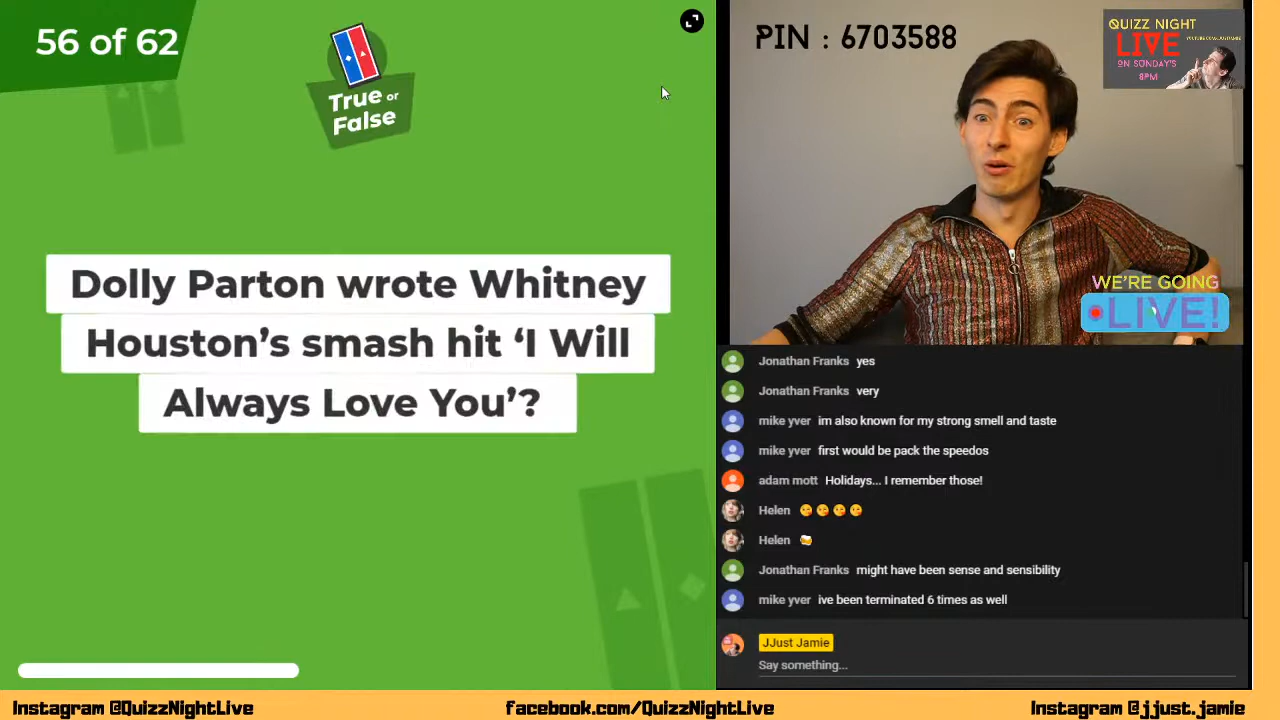 56 of 62
True or
False
Dolly Parton wrote Whitney
Houston's smash hit ‘I Will
Always Love You’?
PIN : 6703588
QUIZZ NIGHT
LIVE
ON SUNDAY'S
8PM
WE'RE GOING
LIVE!
Jonathan Franks yes
Jonathan Franks very
mike yver im also known for my strong smell and taste
mike yver first would be pack the speedos
adam mott Holidays... I remember those!
Helen 😋😋😋😋
Helen 🍻
Jonathan Franks might have been sense and sensibility
mike yver ive been terminated 6 times as well
JJust Jamie
Say something...
Instagram @QuizzNightLive
facebook.com/QuizzNightLive
Instagram @jjust.jamie